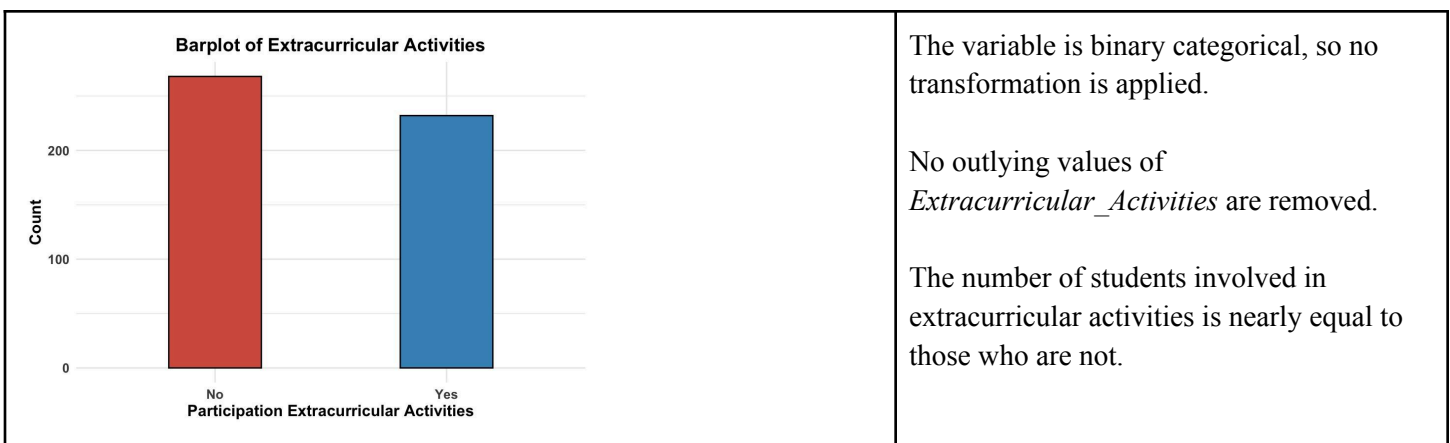 Barplot of Extracurricular Activities
200
100
0
Count
No
Yes
Participation Extracurricular Activities
The variable is binary categorical, so no
transformation is applied.
No outlying values of
Extracurricular_Activities are removed.
The number of students involved in
extracurricular activities is nearly equal to
those who are not.